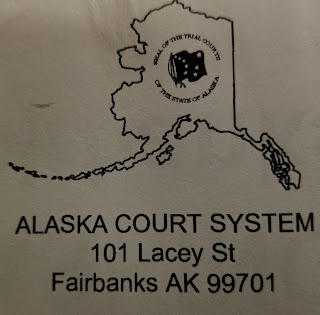 SEAL OF THE TRIAL COURTS
OF THE STATE OF ALASKA
ALASKA COURT SYSTEM
101 Lacey St
Fairbanks AK 99701